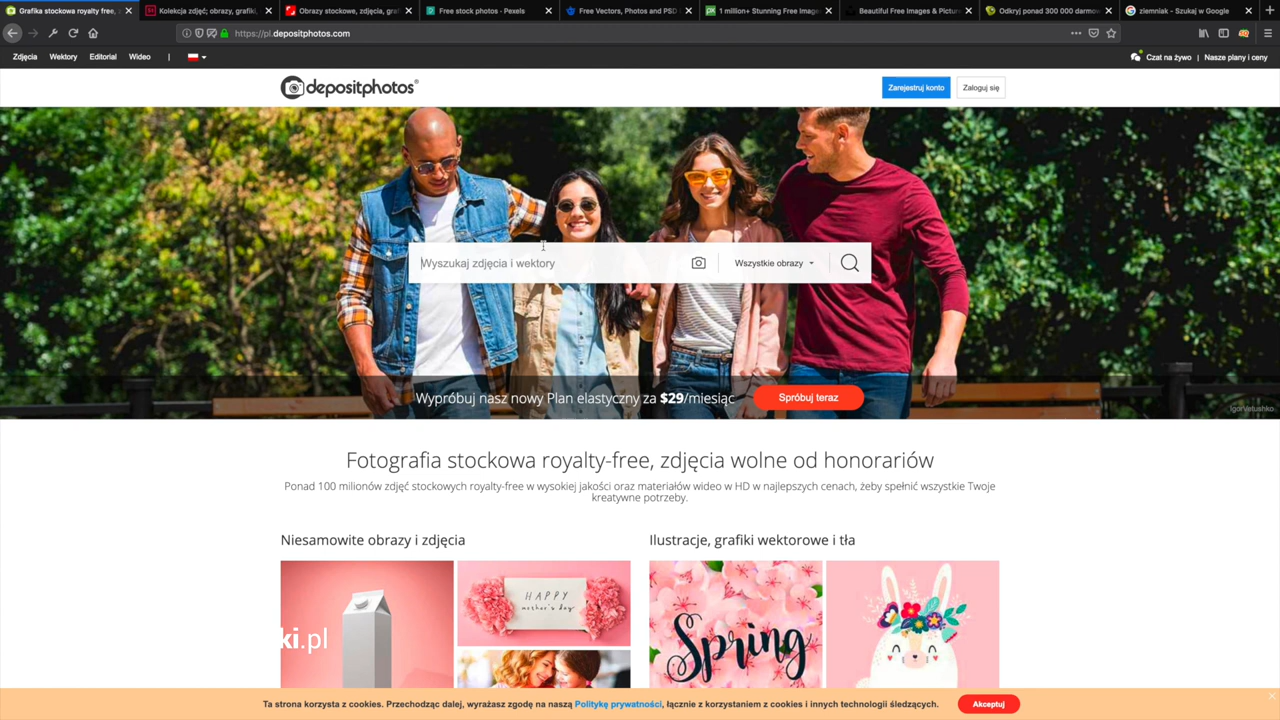 Grafika stockowa royalty free, z
Kolekcja zdjęć; obrazy, grafiki,
Obrazy stockowe, zdjęcia, graf
Free stock photos - Pexels
Free Vectors, Photos and PSD
1 million+ Stunning Free Image
Beautiful Free Images & Pictur
Odkryj ponad 300 000 darmow
ziemniak - Szukaj w Google
https://pl.depositphotos.com
Zdjęcia
Wektory
Editorial
Wideo
|
Czat na żywo | Nasze plany i ceny
depositphotos®
Zarejestruj konto
Zaloguj się
Wyszukaj zdjęcia i wektory
Wszystkie obrazy
Wypróbuj nasz nowy Plan elastyczny za $29/miesiąc
Spróbuj teraz
IgorVetushko
Fotografia stockowa royalty-free, zdjęcia wolne od honorariów
Ponad 100 milionów zdjęć stockowych royalty-free w wysokiej jakości oraz materiałów wideo w HD w najlepszych cenach, żeby spełnić wszystkie Twoje
kreatywne potrzeby.
Niesamowite obrazy i zdjęcia
Ilustracje, grafiki wektorowe i tła
HAPPY
mother's day
Spring
ki.pl
Ta strona korzysta z cookies. Przechodząc dalej, wyrażasz zgodę na naszą Politykę prywatności, łącznie z korzystaniem z cookies i innych technologii śledzących.
Akceptuj